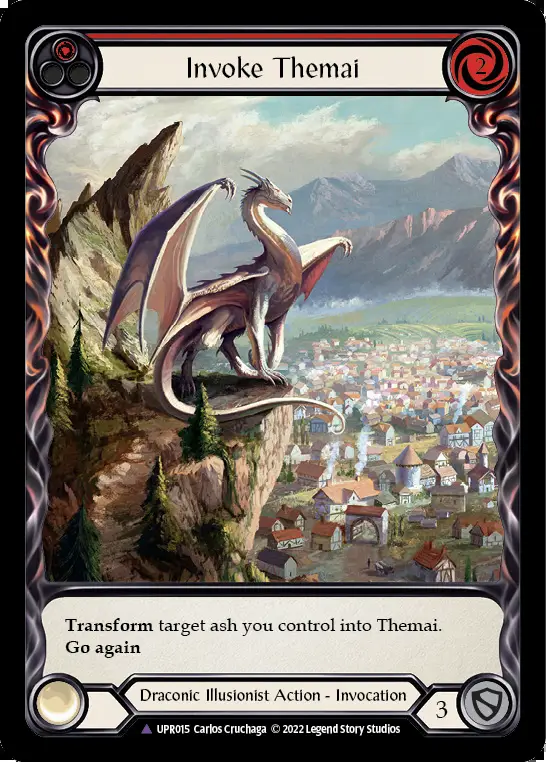 Invoke Themai
2
Transform target ash you control into Themai.
Go again
Draconic Illusionist Action - Invocation
3
UPR015 Carlos Cruchaga © 2022 Legend Story Studios